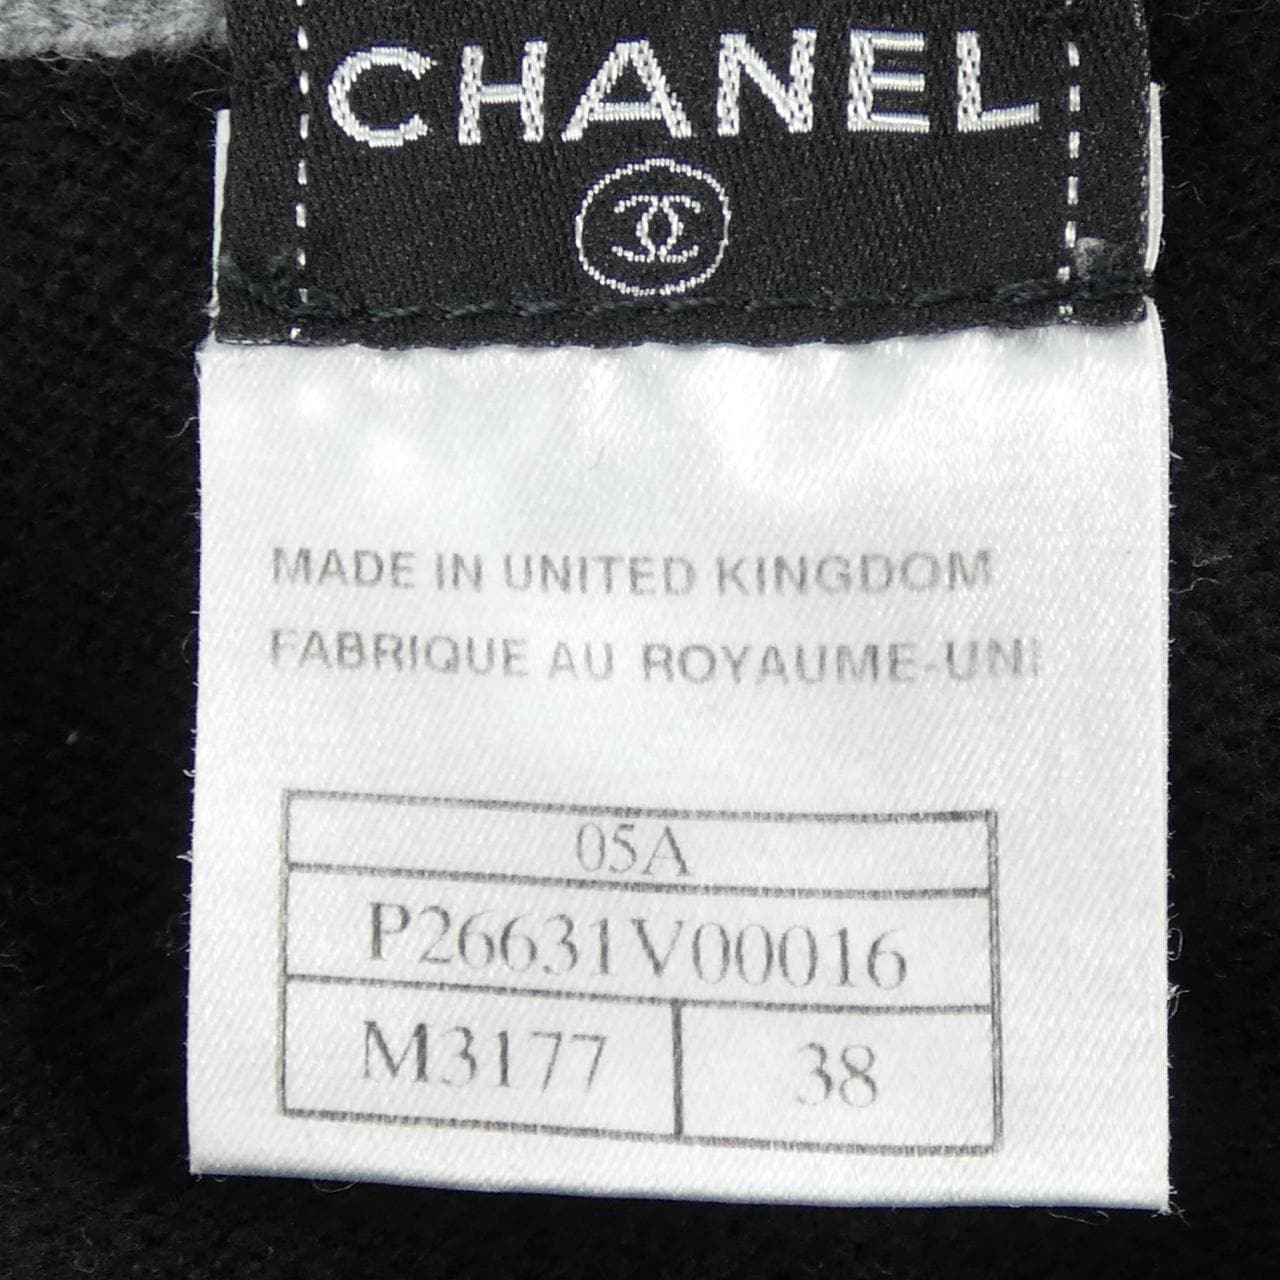 CHANEL
MADE IN UNITED KINGDOM
FABRIQUE AU ROYAUME-UNI
05A
P26631V00016
M3177 38